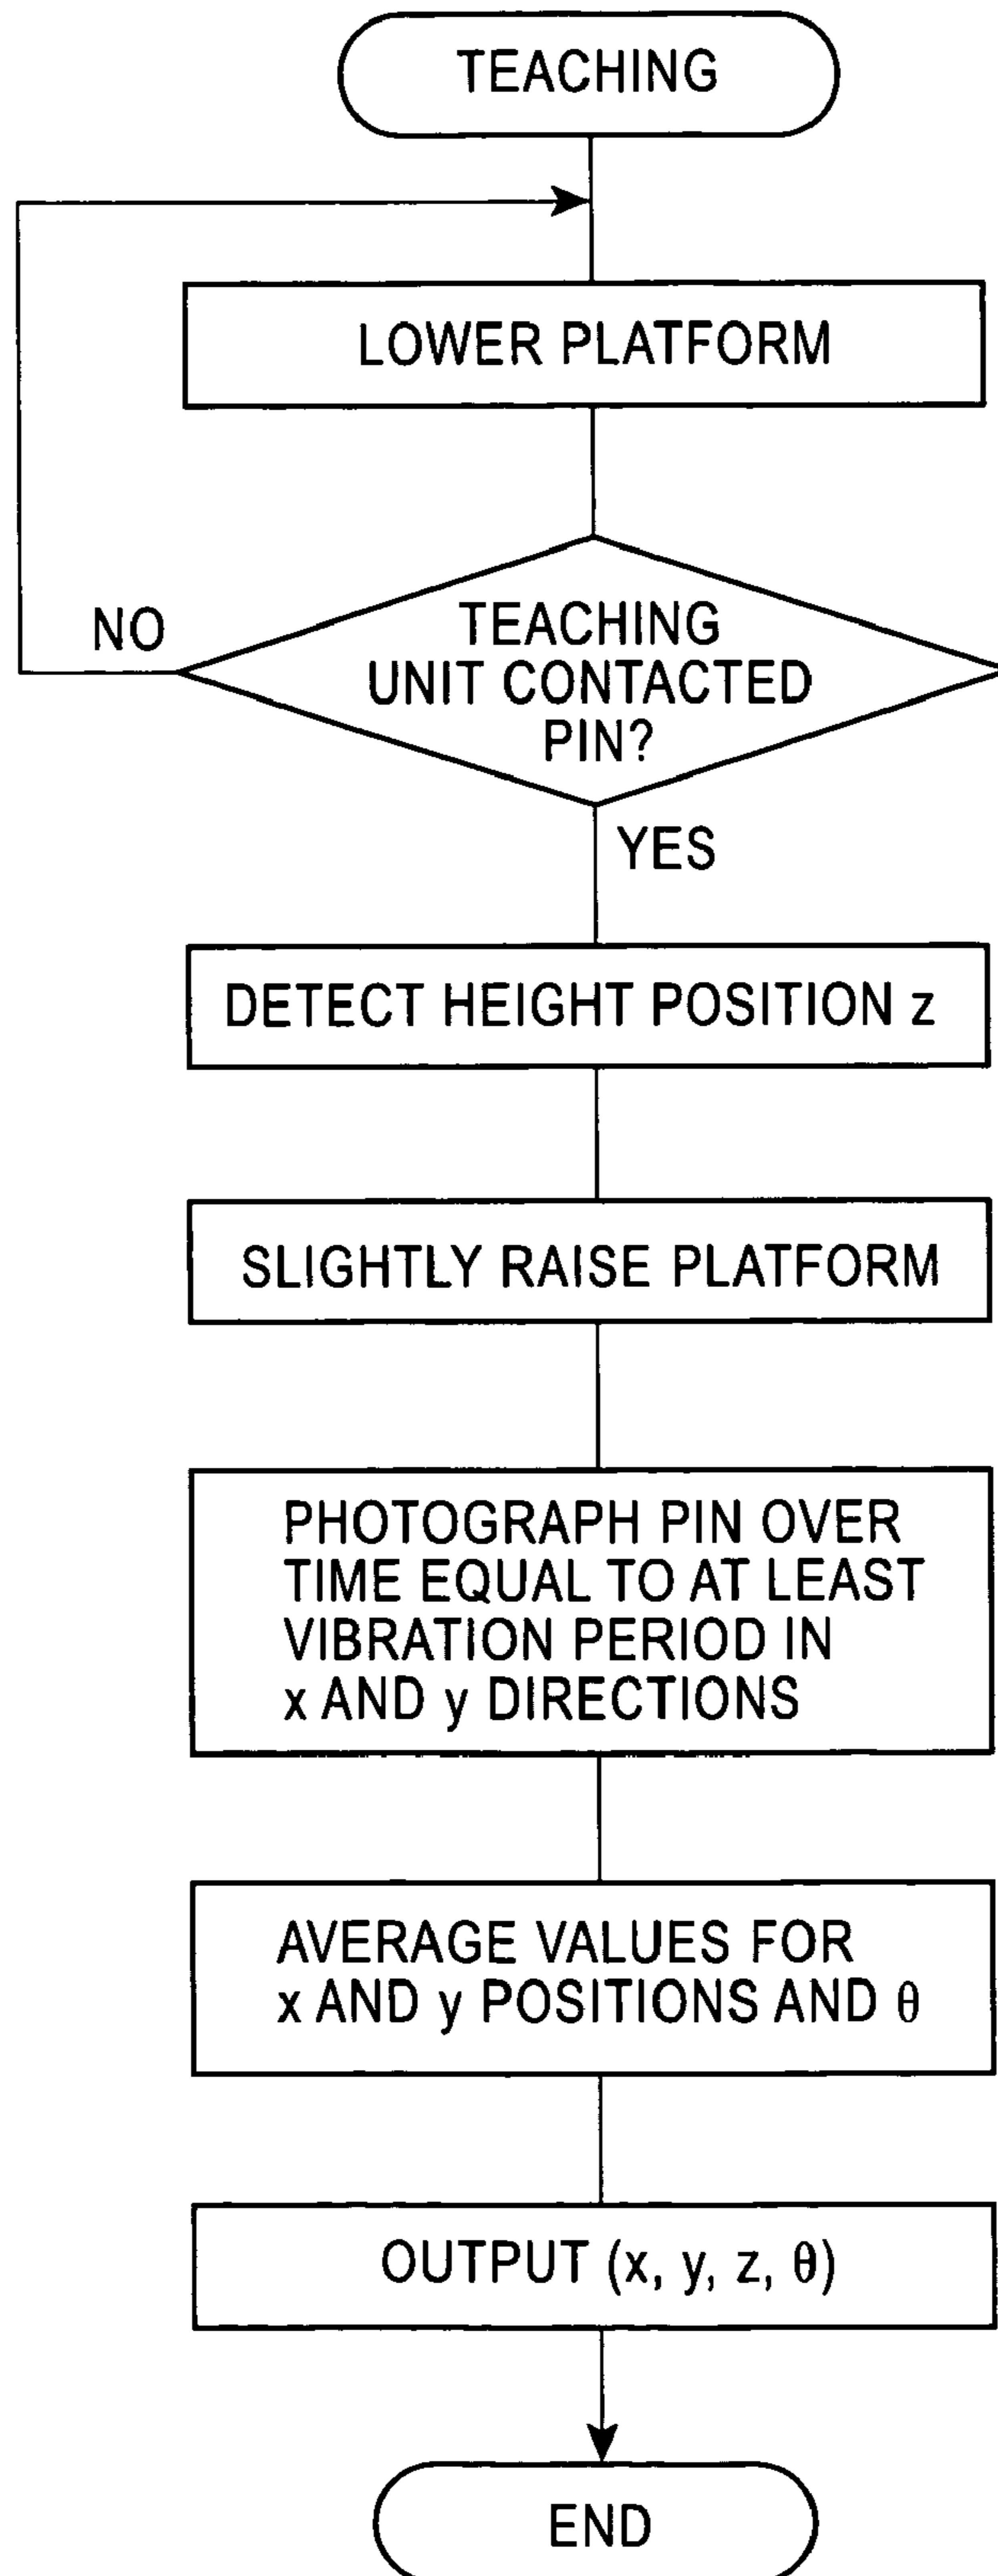 TEACHING
LOWER PLATFORM
NO
TEACHING
UNIT CONTACTED
PIN?
YES
DETECT HEIGHT POSITION z
SLIGHTLY RAISE PLATFORM
PHOTOGRAPH PIN OVER
TIME EQUAL TO AT LEAST
VIBRATION PERIOD IN
x AND y DIRECTIONS
AVERAGE VALUES FOR
x AND y POSITIONS AND θ
OUTPUT (x, y, z, θ)
END